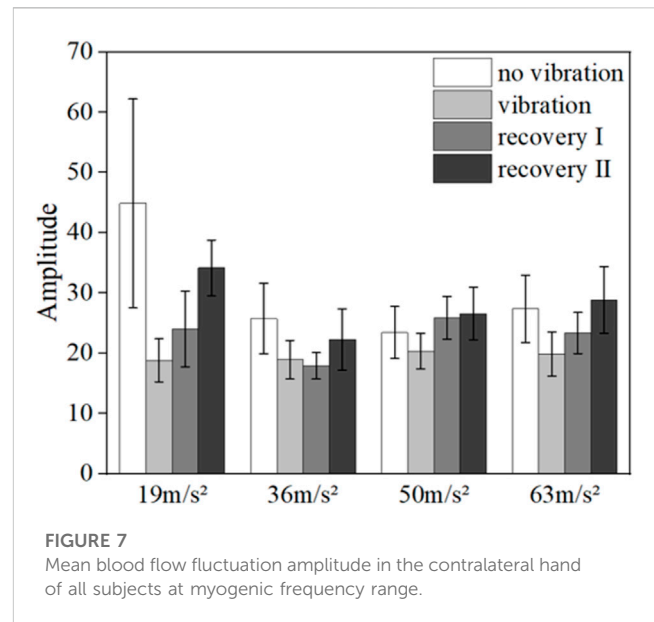 70
60
50
40
30
20
10
0
Amplitude
no vibration
vibration
recovery I
recovery II
19m/s² 36m/s² 50m/s² 63m/s²
FIGURE 7
Mean blood flow fluctuation amplitude in the contralateral hand
of all subjects at myogenic frequency range.